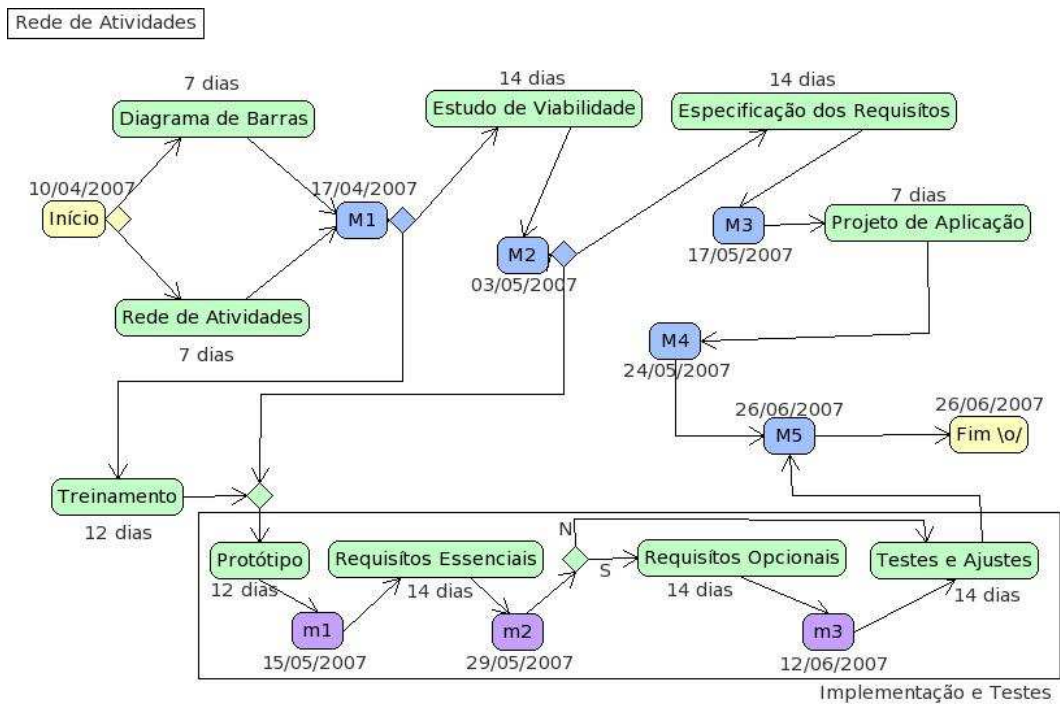 Rede de Atividades
7 dias
Diagrama de Barras
10/04/2007
Início
Rede de Atividades
7 dias
17/04/2007
M1
14 dias
Estudo de Viabilidade
M2
03/05/2007
14 dias
Especificação dos Requisítos
M3
17/05/2007
7 dias
Projeto de Aplicação
M4
24/05/2007
26/06/2007
M5
26/06/2007
Fim \o/
Treinamento
12 dias
Protótipo
12 dias
m1
15/05/2007
Requisítos Essenciais
14 dias
m2
29/05/2007
N
S
Requisítos Opcionais
14 dias
m3
12/06/2007
Testes e Ajustes
14 dias
Implementação e Testes